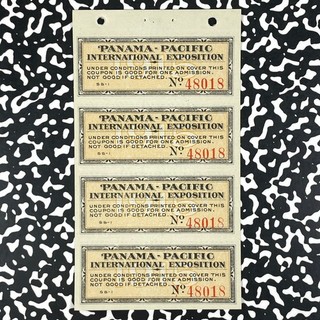 PANAMA-PACIFIC
INTERNATIONAL EXPOSITION
UNDER CONDITIONS PRINTED ON COVER THIS
COUPON IS GOOD FOR ONE ADMISSION.
NOT GOOD IF DETACHED.
No 48018
PANAMA-PACIFIC
INTERNATIONAL EXPOSITION
UNDER CONDITIONS PRINTED ON COVER THIS
COUPON IS GOOD FOR ONE ADMISSION.
NOT GOOD IF DETACHED.
No 48018
PANAMA-PACIFIC
INTERNATIONAL EXPOSITION
UNDER CONDITIONS PRINTED ON COVER THIS
COUPON IS GOOD FOR ONE ADMISSION.
NOT GOOD IF DETACHED.
No 48018
PANAMA-PACIFIC
INTERNATIONAL EXPOSITION
UNDER CONDITIONS PRINTED ON COVER THIS
COUPON IS GOOD FOR ONE ADMISSION.
NOT GOOD IF DETACHED.
No 48018